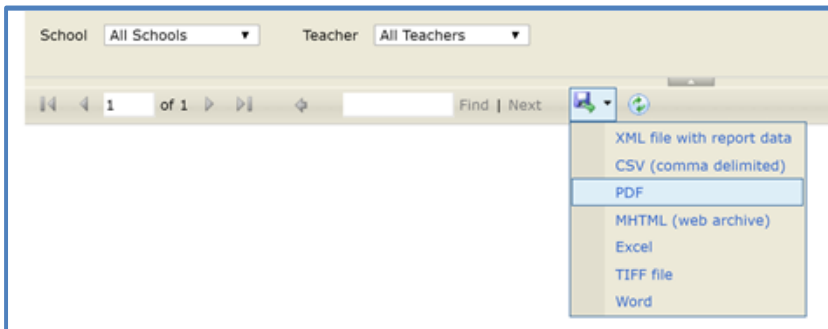 School All Schools Teacher All Teachers
1 of 1 Find | Next
XML file with report data
CSV (comma delimited)
PDF
MHTML (web archive)
Excel
TIFF file
Word